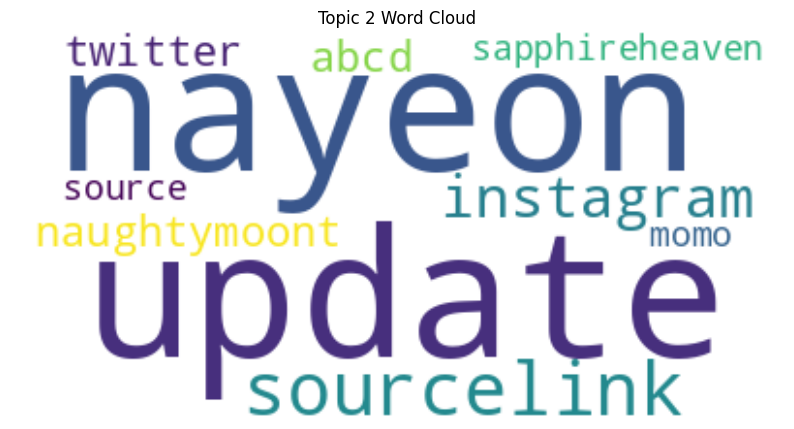 Topic 2 Word Cloud
twitter abcd sapphireheaven
nayeon
source instagram
naughtymoont momo
update
sourcelink